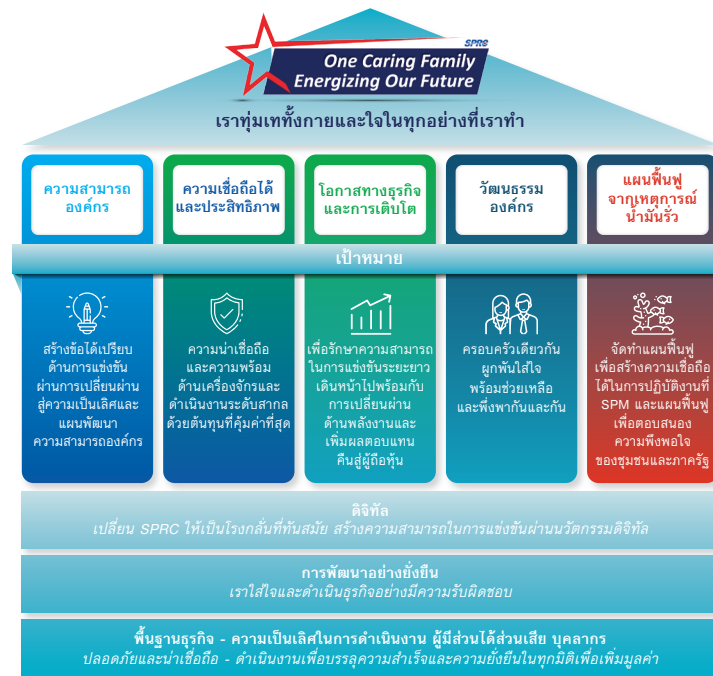 SPRC
One Caring Family
Energizing Our Future
เราทุ่มเททั้งกายและใจในทุกอย่างที่เราทำ
ความสามารถ
องค์กร
ความเชื่อถือได้
และประสิทธิภาพ
โอกาสทางธุรกิจ
และการเติบโต
วัฒนธรรม
องค์กร
แผนฟื้นฟู
จากเหตุการณ์
น้ำมันรั่ว
เป้าหมาย
สร้างข้อได้เปรียบ
ด้านการแข่งขัน
ผ่านการเปลี่ยนผ่าน
สู่ความเป็นเลิศและ
แผนพัฒนา
ความสามารถองค์กร
ความน่าเชื่อถือ
และความพร้อม
ด้านเครื่องจักรและ
ดำเนินงานระดับสากล
ด้วยต้นทุนที่คุ้มค่าที่สุด
เพื่อรักษาความสามารถ
ในการแข่งขันระยะยาว
เดินหน้าไปพร้อมกับ
การเปลี่ยนผ่าน
ด้านพลังงานและ
เพิ่มผลตอบแทน
คืนสู่ผู้ถือหุ้น
ครอบครัวเดียวกัน
ผูกพันใส่ใจ
พร้อมช่วยเหลือ
และพึ่งพากันและกัน
จัดทำแผนฟื้นฟู
เพื่อสร้างความเชื่อถือ
ได้ในการปฏิบัติงานที่
SPM และแผนฟื้นฟู
เพื่อตอบสนอง
ความพึงพอใจ
ของชุมชนและภาครัฐ
ดิจิทัล
เปลี่ยน SPRC ให้เป็นโรงกลั่นที่ทันสมัย สร้างความสามารถในการแข่งขันผ่านนวัตกรรมดิจิทัล
การพัฒนาอย่างยั่งยืน
เราใส่ใจและดำเนินธุรกิจอย่างมีความรับผิดชอบ
พื้นฐานธุรกิจ - ความเป็นเลิศในการดำเนินงาน ผู้มีส่วนได้ส่วนเสีย บุคลากร
ปลอดภัยและน่าเชื่อถือ - ดำเนินงานเพื่อบรรลุความสำเร็จและความยั่งยืนในทุกมิติเพื่อเพิ่มมูลค่า